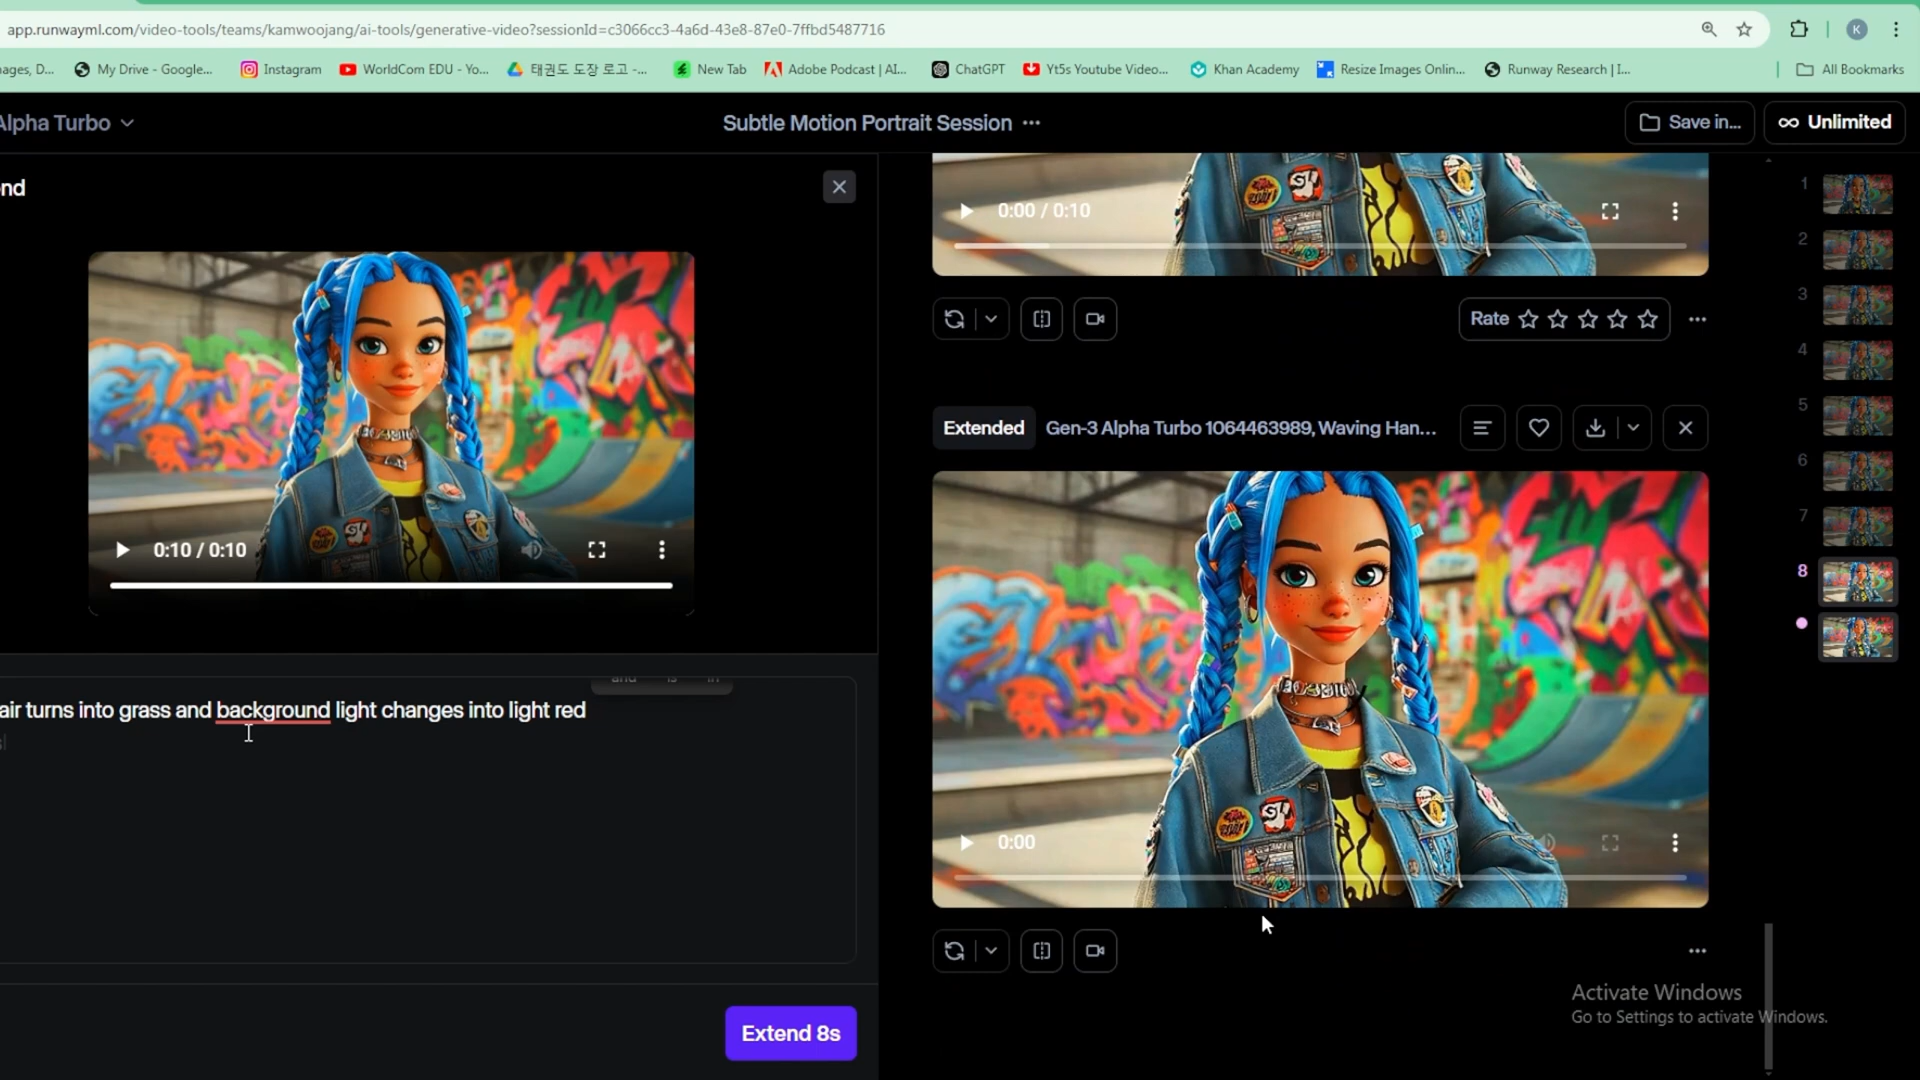 app.runwayml.com/video-tools/teams/kamwoojang/ai-tools/generative-video?sessionId=c3066cc3-4a6d-43e8-87e0-7ffbd5487716
K
ages, D...
My Drive - Google...
Instagram
WorldCom EDU - Yo...
태권도 도장 로고 -...
New Tab
Adobe Podcast | AI...
ChatGPT
Yt5s Youtube Video...
Khan Academy
Resize Images Onlin...
Runway Research | I...
All Bookmarks
Alpha Turbo
Subtle Motion Portrait Session
Save in...
Unlimited
nd
0:10 / 0:10
and is in
air turns into grass and background light changes into light red
Extend 8s
0:00 / 0:10
Rate
Extended
Gen-3 Alpha Turbo 1064463989, Waving Han...
0:00
1
2
3
4
5
6
7
8
Activate Windows
Go to Settings to activate Windows.